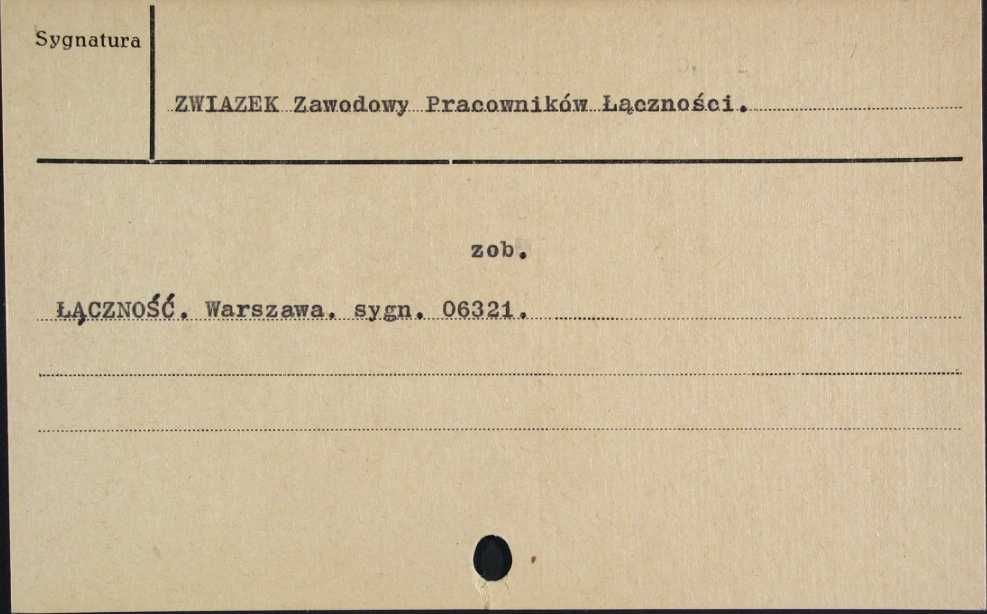 Sygnatura
ZWIAZEK Zawodowy Pracowników Łączności.
zob.
ŁĄCZNOŚĆ. Warszawa. sygn. 06321.